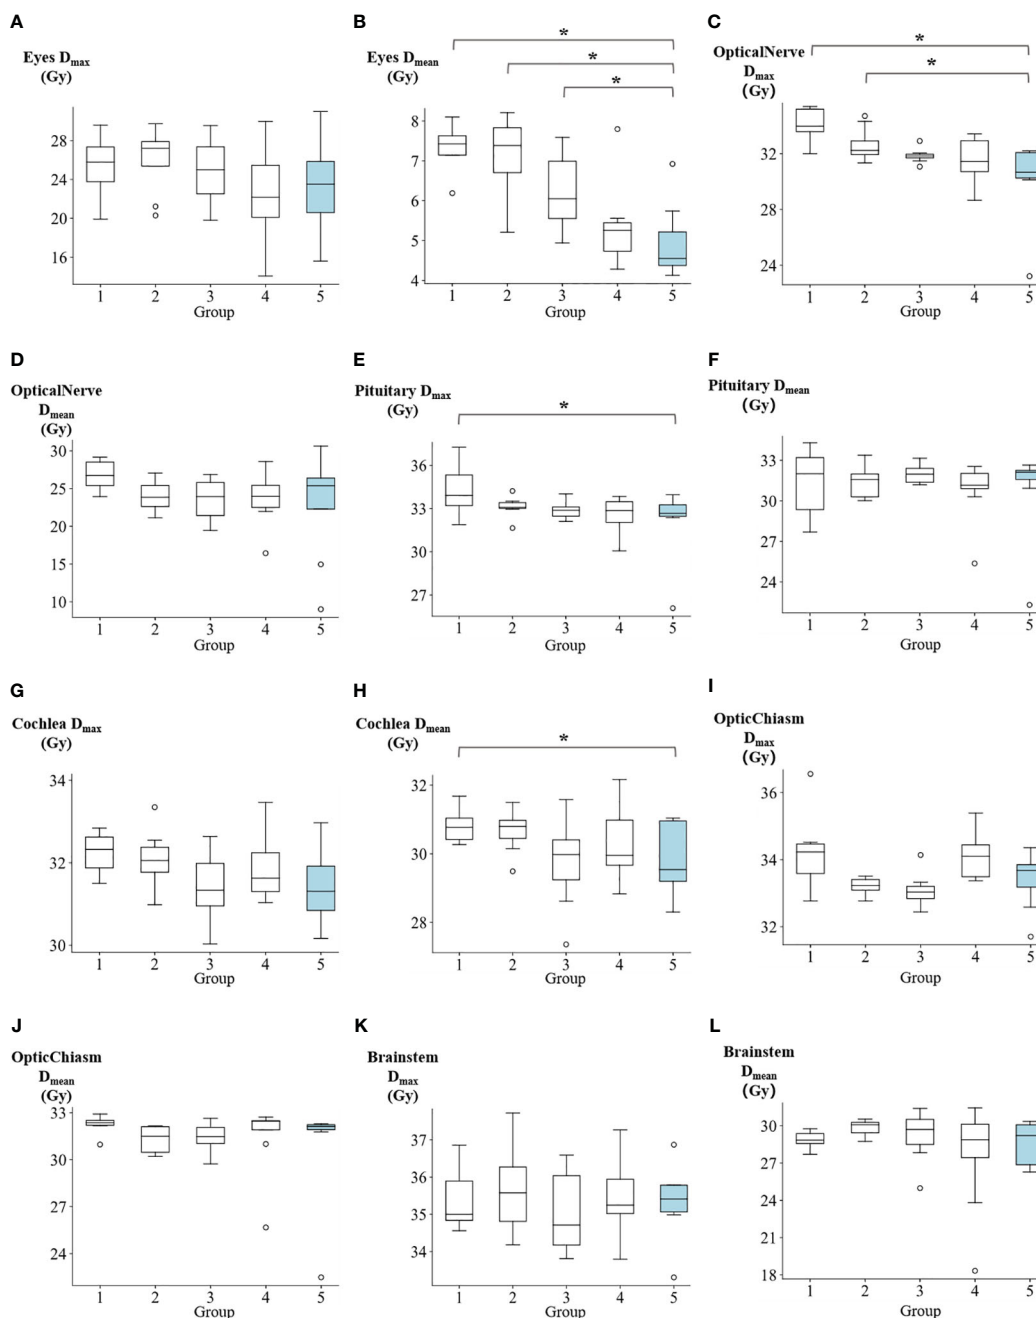 A
Eyes Dmax
(Gy)
28
24
20
16
1 2 3 4 5
Group
B
Eyes Dmean
(Gy)
*
*
*
8
7
6
5
4
1 2 3 4 5
Group
C
OpticalNerve
Dmax
(Gy)
*
*
32
28
24
1 2 3 4 5
Group
D
OpticalNerve
Dmean
(Gy)
30
25
20
15
10
1 2 3 4 5
Group
E
Pituitary Dmax
(Gy)
*
36
33
33
27
1 2 3 4 5
Group
F
Pituitary Dmean
(Gy)
33
30
27
24
1 2 3 4 5
Group
G
Cochlea Dmax
(Gy)
34
32
30
1 2 3 4 5
Group
H
Cochlea Dmean
(Gy)
*
32
30
28
1 2 3 4 5
Group
I
OpticChiasm
Dmax
(Gy)
36
34
32
1 2 3 4 5
Group
J
OpticChiasm
Dmean
(Gy)
33
30
27
24
1 2 3 4 5
Group
K
Brainstem
Dmax
(Gy)
37
36
35
34
1 2 3 4 5
Group
L
Brainstem
Dmean
(Gy)
30
27
24
21
18
1 2 3 4 5
Group